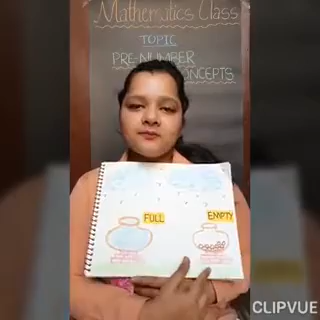 Mathematics Class
TOPIC
PRE-NUMBER
CONCEPTS
FULL
EMPTY
CLIPVUE